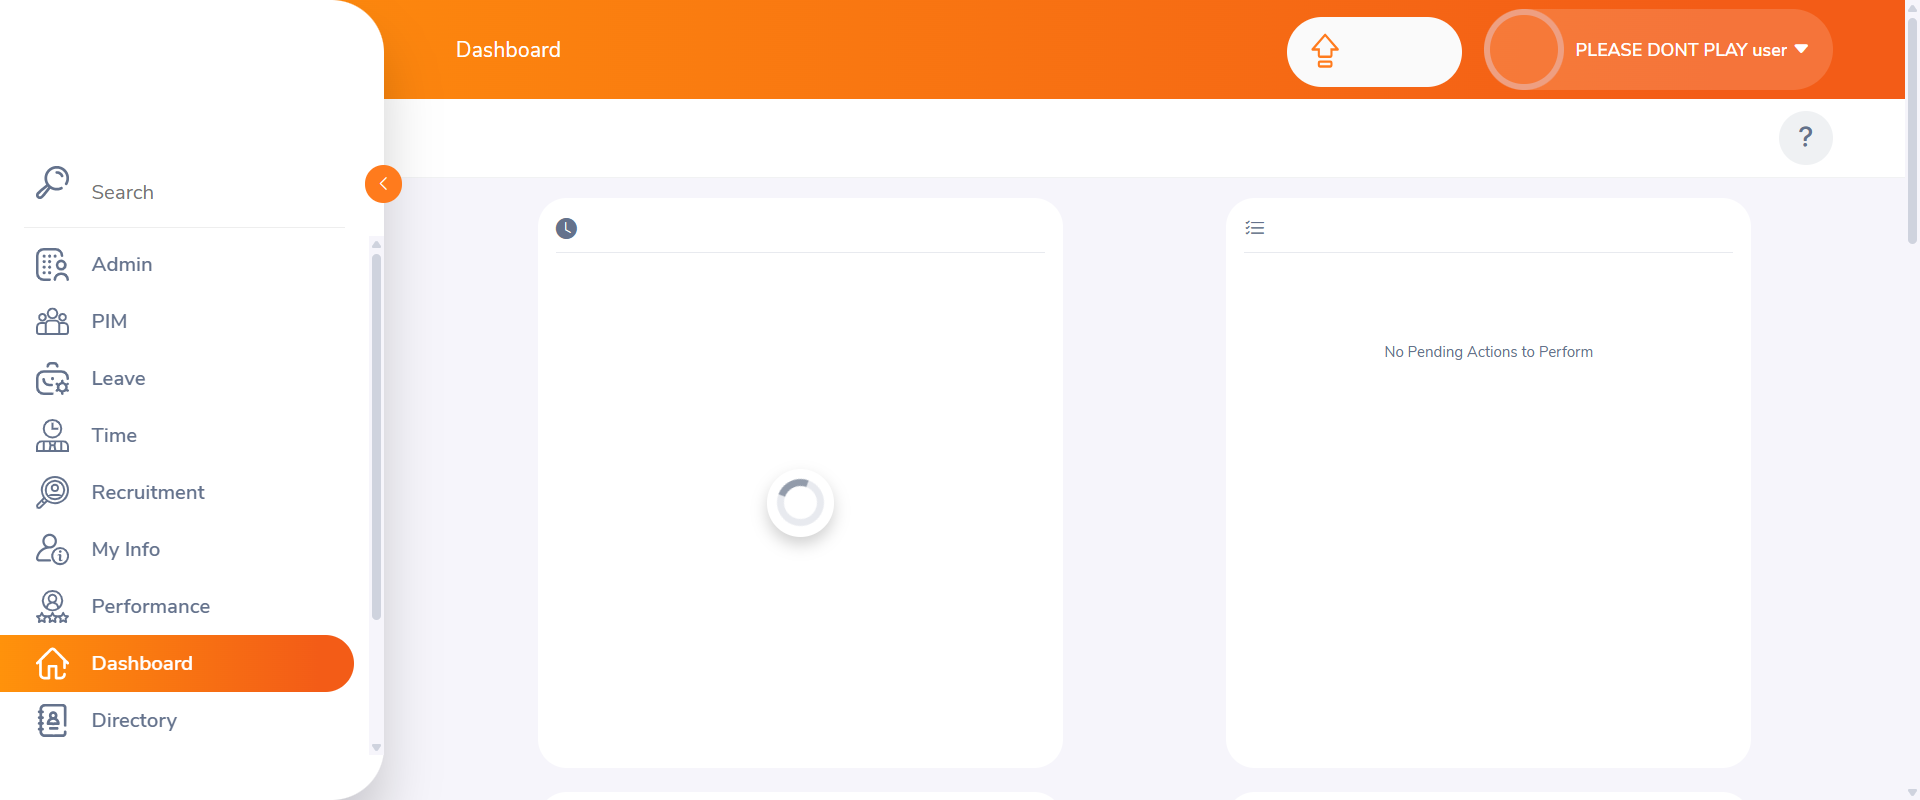 Dashboard
PLEASE DONT PLAY user
?
Search
Admin
PIM
Leave
Time
Recruitment
My Info
Performance
Dashboard
Directory
No Pending Actions to Perform